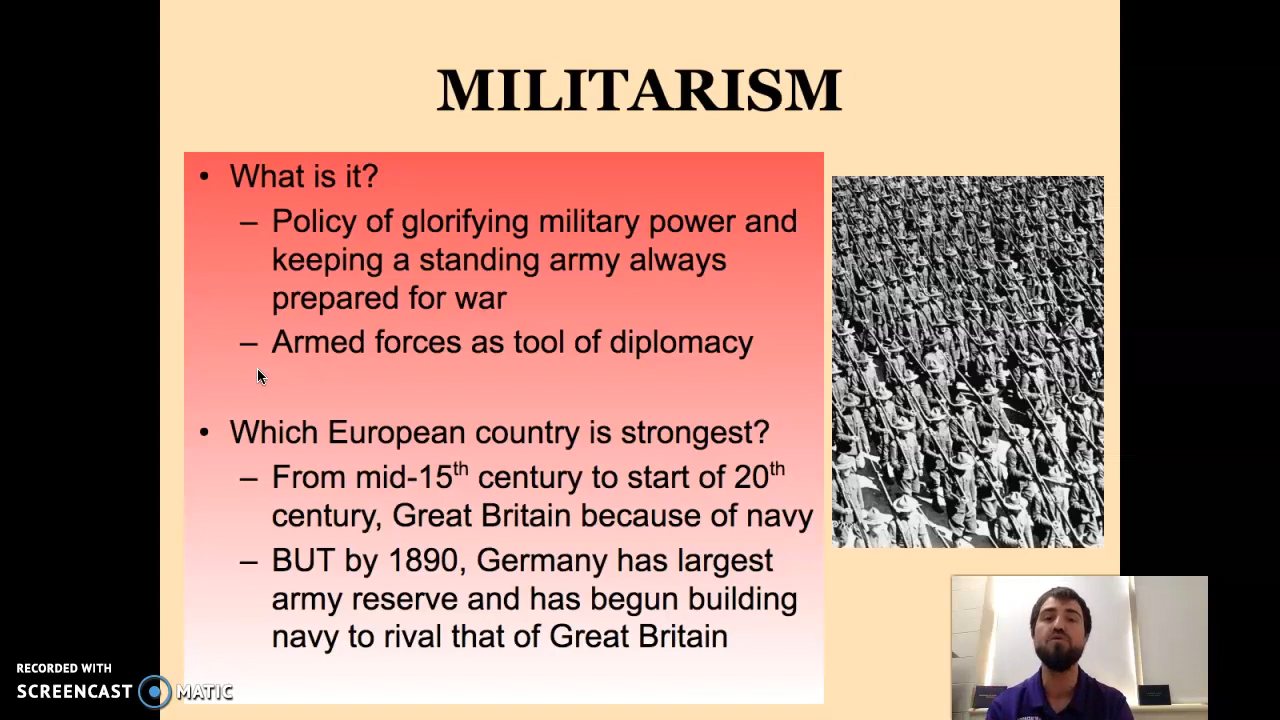 MILITARISM
• What is it?
– Policy of glorifying military power and
keeping a standing army always
prepared for war
– Armed forces as tool of diplomacy
• Which European country is strongest?
– From mid-15th century to start of 20th
century, Great Britain because of navy
– BUT by 1890, Germany has largest
army reserve and has begun building
navy to rival that of Great Britain
RECORDED WITH
SCREENCAST MATIC